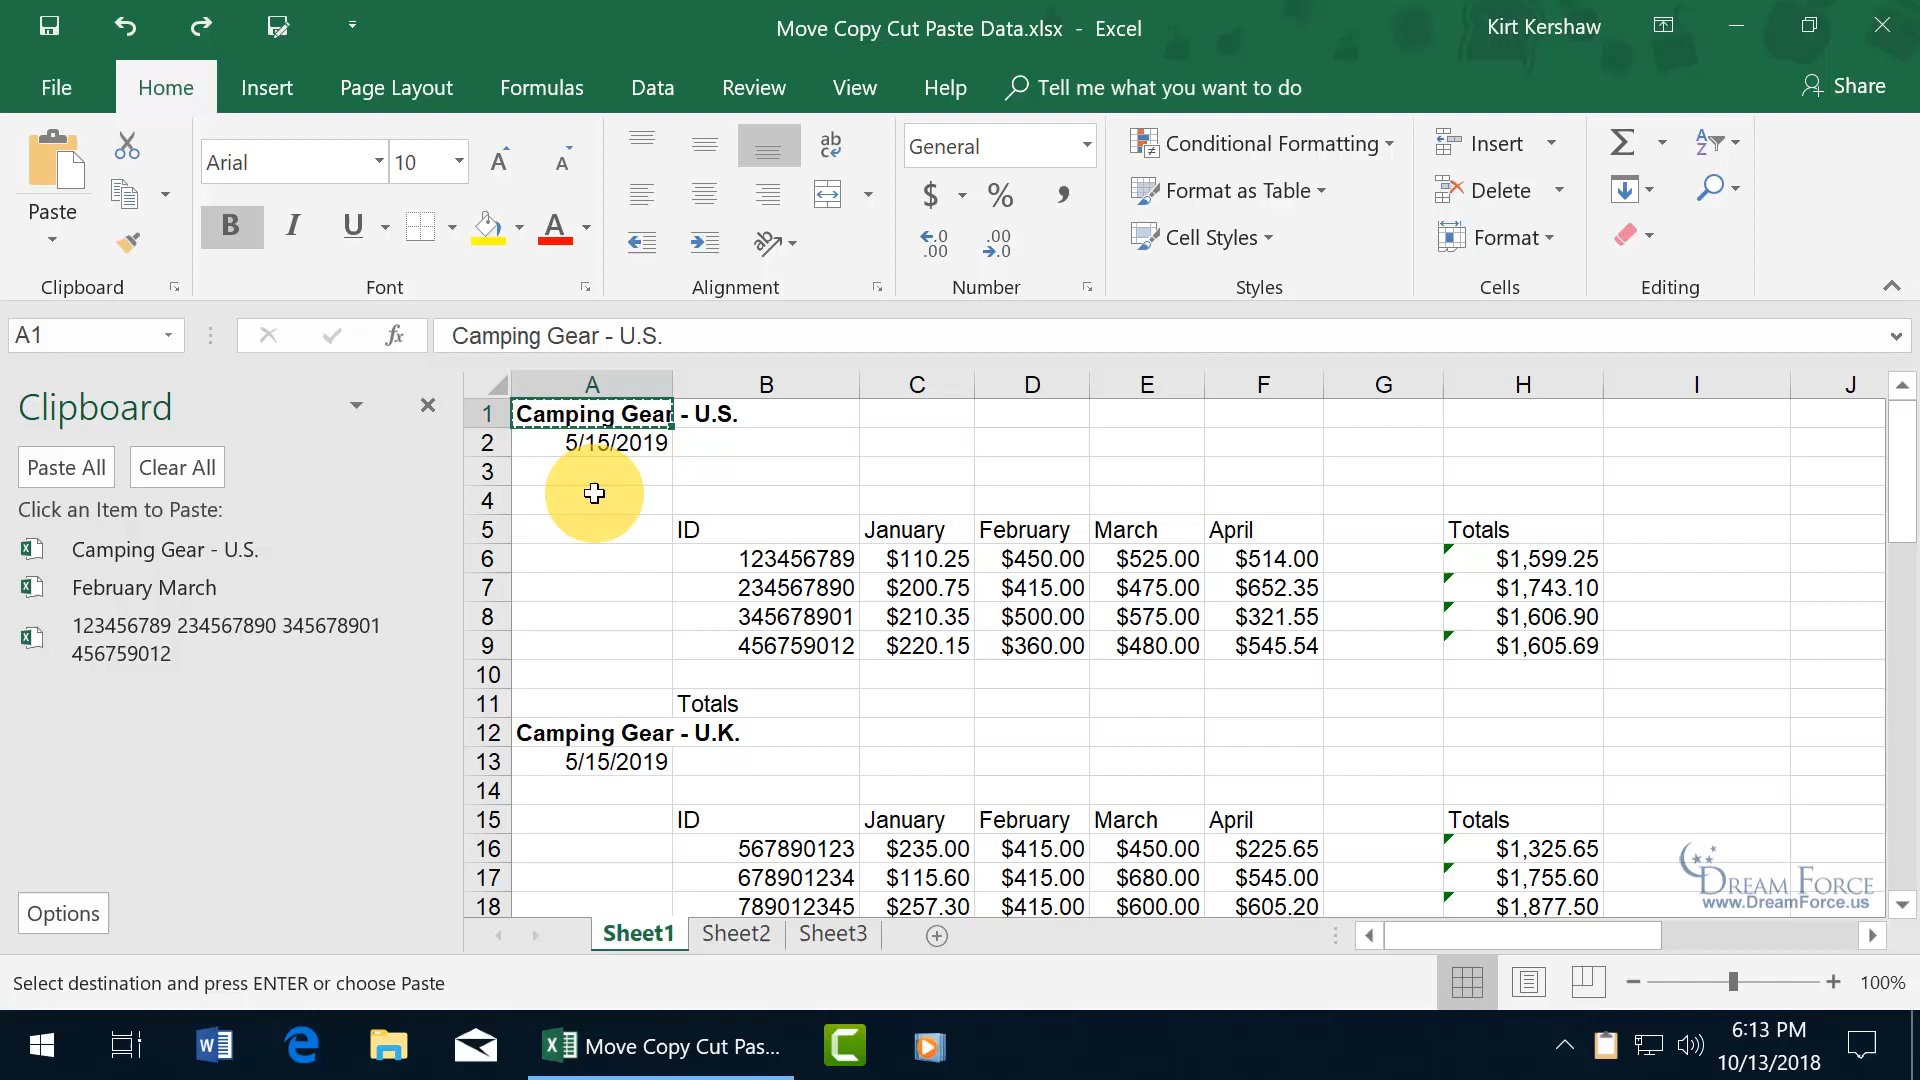 Move Copy Cut Paste Data.xlsx - Excel
Kirt Kershaw
File Home Insert Page Layout Formulas Data Review View Help Tell me what you want to do Share
Paste
Arial 10
General
Conditional Formatting
Format as Table
Cell Styles
Insert
Delete
Format
Clipboard Font Alignment Number Styles Cells Editing
A1 fx Camping Gear - U.S.
Clipboard
Paste All Clear All
Click an Item to Paste:
Camping Gear - U.S.
February March
123456789 234567890 345678901
456759012
Options
A B C D E F G H I J
1 Camping Gear - U.S.
2 5/15/2019
3
4
5 ID January February March April Totals
6 123456789 $110.25 $450.00 $525.00 $514.00 $1,599.25
7 234567890 $200.75 $415.00 $475.00 $652.35 $1,743.10
8 345678901 $210.35 $500.00 $575.00 $321.55 $1,606.90
9 456759012 $220.15 $360.00 $480.00 $545.54 $1,605.69
10
11 Totals
12 Camping Gear - U.K.
13 5/15/2019
14
15 ID January February March April Totals
16 567890123 $235.00 $415.00 $450.00 $225.65 $1,325.65
17 678901234 $115.60 $415.00 $680.00 $545.00 $1,755.60
18 789012345 $257.30 $415.00 $600.00 $605.20 $1,877.50
DREAM FORCE
www.DreamForce.us
Sheet1 Sheet2 Sheet3
Select destination and press ENTER or choose Paste
100%
Move Copy Cut Pas...
6:13 PM
10/13/2018